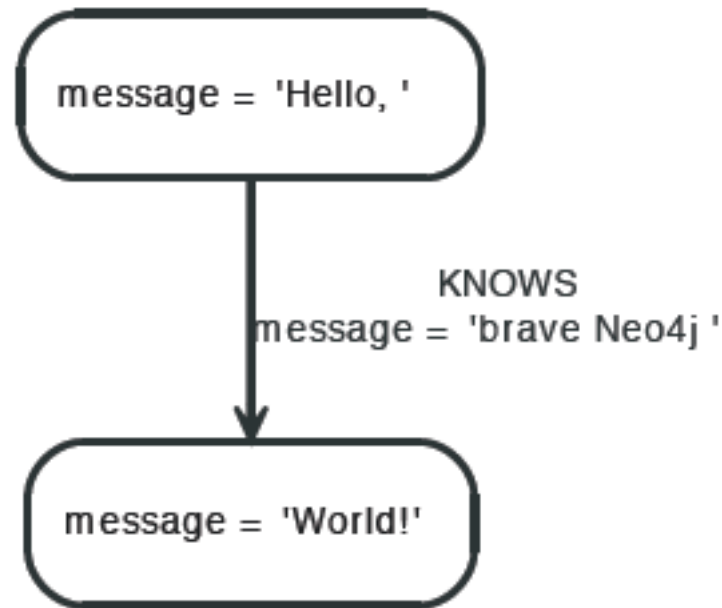 message = 'Hello, '
KNOWS
message = 'brave Neo4j '
message = 'World!'